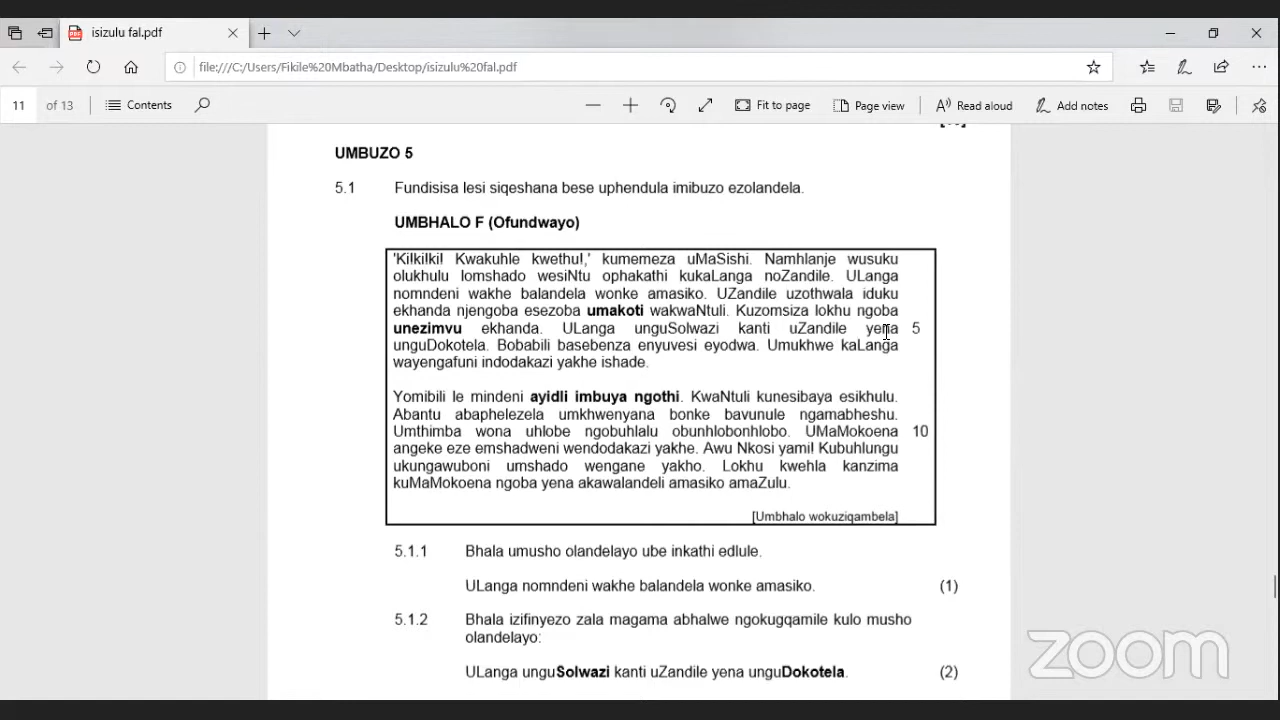 isizulu fal.pdf
file:///C:/Users/Fikile%20Mbatha/Desktop/isizulu%20fal.pdf
11 of 13 Contents Fit to page Page view Read aloud Add notes
UMBUZO 5
5.1 Fundisisa lesi siqeshana bese uphendula imibuzo ezolandela.
UMBHALO F (Ofundwayo)
'Ki!ki!ki! Kwakuhle kwethu!,' kumemeza uMaSishi. Namhlanje wusuku
olukhulu lomshado wesiNtu ophakathi kukaLanga noZandile. ULanga
nomndeni wakhe balandela wonke amasiko. UZandile uzothwala iduku
ekhanda njengoba esezoba umakoti wakwaNtuli. Kuzomsiza lokhu ngoba
unezimvu ekhanda. ULanga unguSolwazi kanti uZandile yena 5
unguDokotela. Bobabili basebenza enyuvesi eyodwa. Umukhwe kaLanga
wayengafuni indodakazi yakhe ishade.
Yomibili le mindeni ayidli imbuya ngothi. KwaNtuli kunesibaya esikhulu.
Abantu abaphelezela umkhwenyana bonke bavunule ngamabheshu.
Umthimba wona uhlobe ngobuhlalu obunhlobonhlobo. UMaMokoena 10
angeke eze emshadweni wendodakazi yakhe. Awu Nkosi yami! Kubuhlungu
ukungawuboni umshado wengane yakho. Lokhu kwehla kanzima
kuMaMokoena ngoba yena akawalandeli amasiko amaZulu.
[Umbhalo wokuziqambela]
5.1.1 Bhala umusho olandelayo ube inkathi edlule.
ULanga nomndeni wakhe balandela wonke amasiko. (1)
5.1.2 Bhala izifinyezo zala magama abhalwe ngokugqamile kulo musho
olandelayo:
ULanga unguSolwazi kanti uZandile yena unguDokotela. (2)
zoom